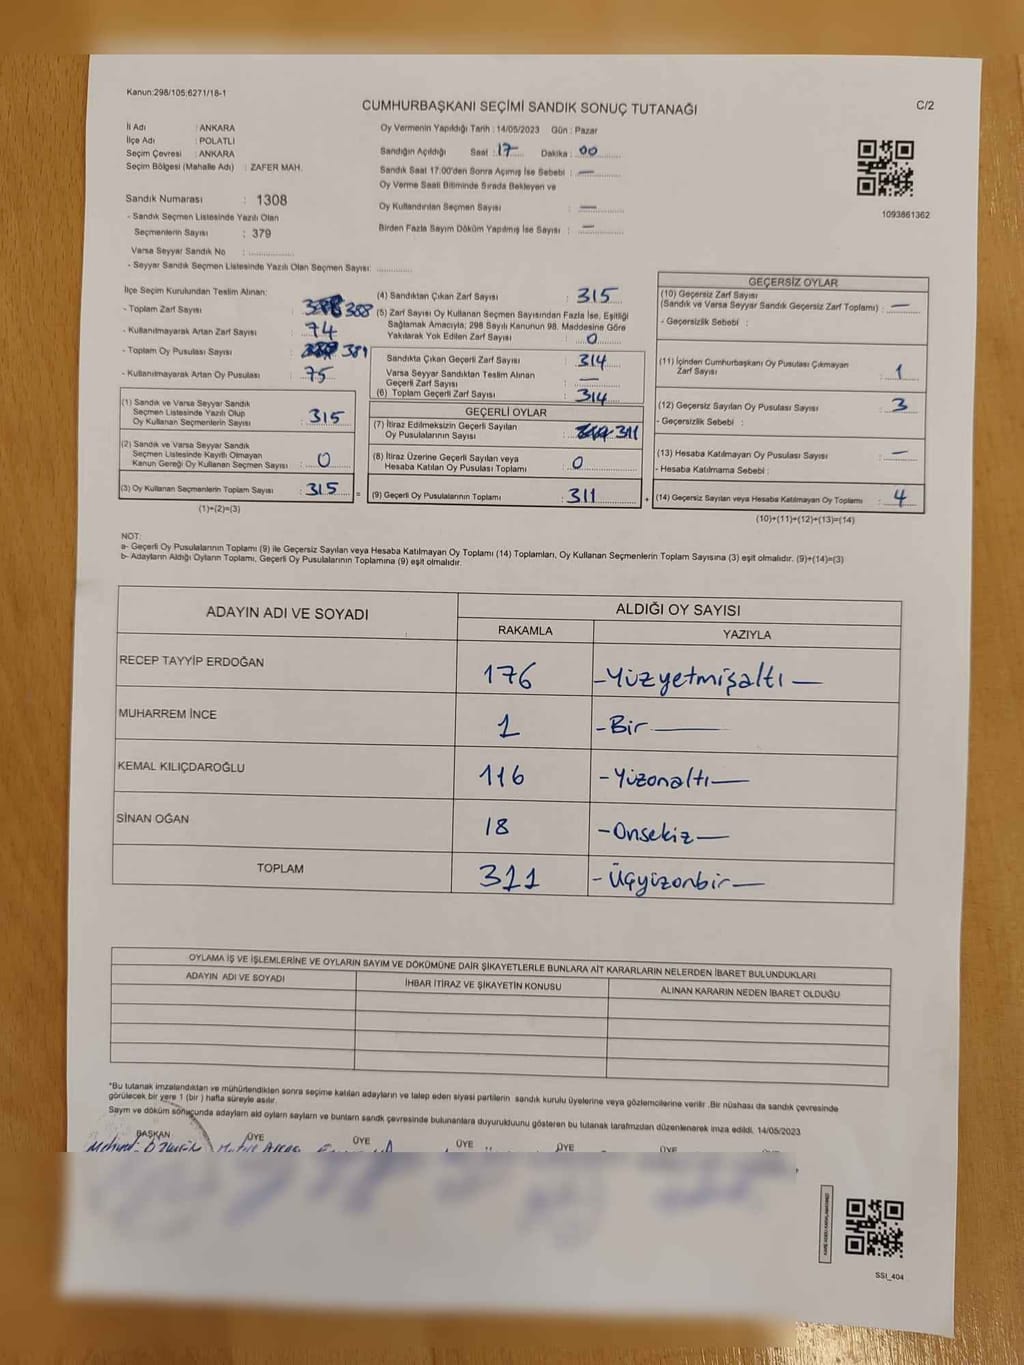 Kanun:298/105;6271/18-1
CUMHURBAŞKANI SEÇİMİ SANDIK SONUÇ TUTANAĞI
C/2
İli Adı : ANKARA
İlçe Adı : POLATLI
Seçim Çevresi : ANKARA
Seçim Bölgesi (Mahalle Adı) : ZAFER MAH.
Sandık Numarası : 1308
- Sandık Seçmen Listesinde Yazılı Olan
Seçmenlerin Sayısı : 379
Varsa Seyyar Sandık No :
- Seyyar Sandık Seçmen Listesinde Yazılı Olan Seçmen Sayısı:
Oy Vermenin Yapıldığı Tarih : 14/05/2023 Gün : Pazar
Sandığın Açıldığı Saat : 17 Dakika : 00
Sandık Saat 17.00'den Sonra Açılmış İse Sebebi : —
Oy Verme Saati Bitiminde Sırada Bekleyen ve
Oy Kullandırılan Seçmen Sayısı : —
Birden Fazla Sayım Döküm Yapılmış İse Sayısı : —
1093861362
İlçe Seçim Kurulundan Teslim Alınan:
- Toplam Zarf Sayısı : 388
- Kullanılmayarak Artan Zarf Sayısı : 74
- Toplam Oy Pusulası Sayısı :
- Kullanılmayarak Artan Oy Pusulası : 75
(1) Sandık ve Varsa Seyyar Sandık
Seçmen Listesinde Yazılı Olup
Oy Kullanan Seçmenlerin Sayısı : 315
(2) Sandık ve Varsa Seyyar Sandık
Seçmen Listesinde Kayıtlı Olmayan
Kanun Gereği Oy Kullanan Seçmen Sayısı : 0
(3) Oy Kullanan Seçmenlerin Toplam Sayısı : 315
(1)+(2)=(3)
(4) Sandıktan Çıkan Zarf Sayısı : 315
(5) Zarf Sayısı Oy Kullanan Seçmen Sayısından Fazla İse, Eşitliği
Sağlamak Amacıyla; 298 Sayılı Kanunun 98. Maddesine Göre
Yakılarak Yok Edilen Zarf Sayısı : 0
Sandıkta Çıkan Geçerli Zarf Sayısı : 314
Varsa Seyyar Sandıktan Teslim Alınan
Geçerli Zarf Sayısı : —
(6) Toplam Geçerli Zarf Sayısı : 314
GEÇERLİ OYLAR
(7) İtiraz Edilmeksizin Geçerli Sayılan
Oy Pusulalarının Sayısı : 311
(8) İtiraz Üzerine Geçerli Sayılan veya
Hesaba Katılan Oy Pusulası Toplamı : 0
= (9) Geçerli Oy Pusulalarının Toplamı : 311
GEÇERSİZ OYLAR
(10) Geçersiz Zarf Sayısı
(Sandık ve Varsa Seyyar Sandık Geçersiz Zarf Toplamı) : —
- Geçersizlik Sebebi :
(11) İçinden Cumhurbaşkanı Oy Pusulası Çıkmayan
Zarf Sayısı : 1
(12) Geçersiz Sayılan Oy Pusulası Sayısı : 3
- Geçersizlik Sebebi :
(13) Hesaba Katılmayan Oy Pusulası Sayısı : —
- Hesaba Katılmama Sebebi :
+ (14) Geçersiz Sayılan veya Hesaba Katılmayan Oy Toplamı : 4
(10)+(11)+(12)+(13)=(14)
NOT:
a- Geçerli Oy Pusulalarının Toplamı (9) ile Geçersiz Sayılan veya Hesaba Katılmayan Oy Toplamı (14) Toplamları, Oy Kullanan Seçmenlerin Toplam Sayısına (3) eşit olmalıdır. (9)+(14)=(3)
b- Adayların Aldığı Oyların Toplamı, Geçerli Oy Pusulalarının Toplamına (9) eşit olmalıdır.
ADAYIN ADI VE SOYADI
ALDIĞI OY SAYISI
RAKAMLA YAZIYLA
RECEP TAYYİP ERDOĞAN 176 -Yüzyetmişaltı-
MUHARREM İNCE 1 -Bir-
KEMAL KILIÇDAROĞLU 116 -Yüzonaltı-
SİNAN OĞAN 18 -Onsekiz-
TOPLAM 311 -Üçyüzonbir-
OYLAMA İŞ VE İŞLEMLERİNE VE OYLARIN SAYIM VE DÖKÜMÜNE DAİR ŞİKAYETLERLE BUNLARA AİT KARARLARIN NELERDEN İBARET BULUNDUKLARI
ADAYIN ADI VE SOYADI İHBAR İTİRAZ VE ŞİKAYETİN KONUSU ALINAN KARARIN NEDEN İBARET OLDUĞU
*Bu tutanak imzalandıktan ve mühürlendikten sonra seçime katılan adayların ve talep eden siyasi partilerin sandık kurulu üyelerine veya gözlemcilerine verilir .Bir nüshası da sandık çevresinde
görülecek bir yere 1 (bir ) hafta süreyle asılır.
Sayım ve döküm sonuçunda adayların aldı oyların sayılarını ve bunların sandık çevresinde bulunanlara duyurulduunu gösteren bu tutanak tarafımızdan düzenlenerek imza edildi. 14/05/2023
BAŞKAN ÜYE ÜYE ÜYE ÜYE ÜYE
SSI_404